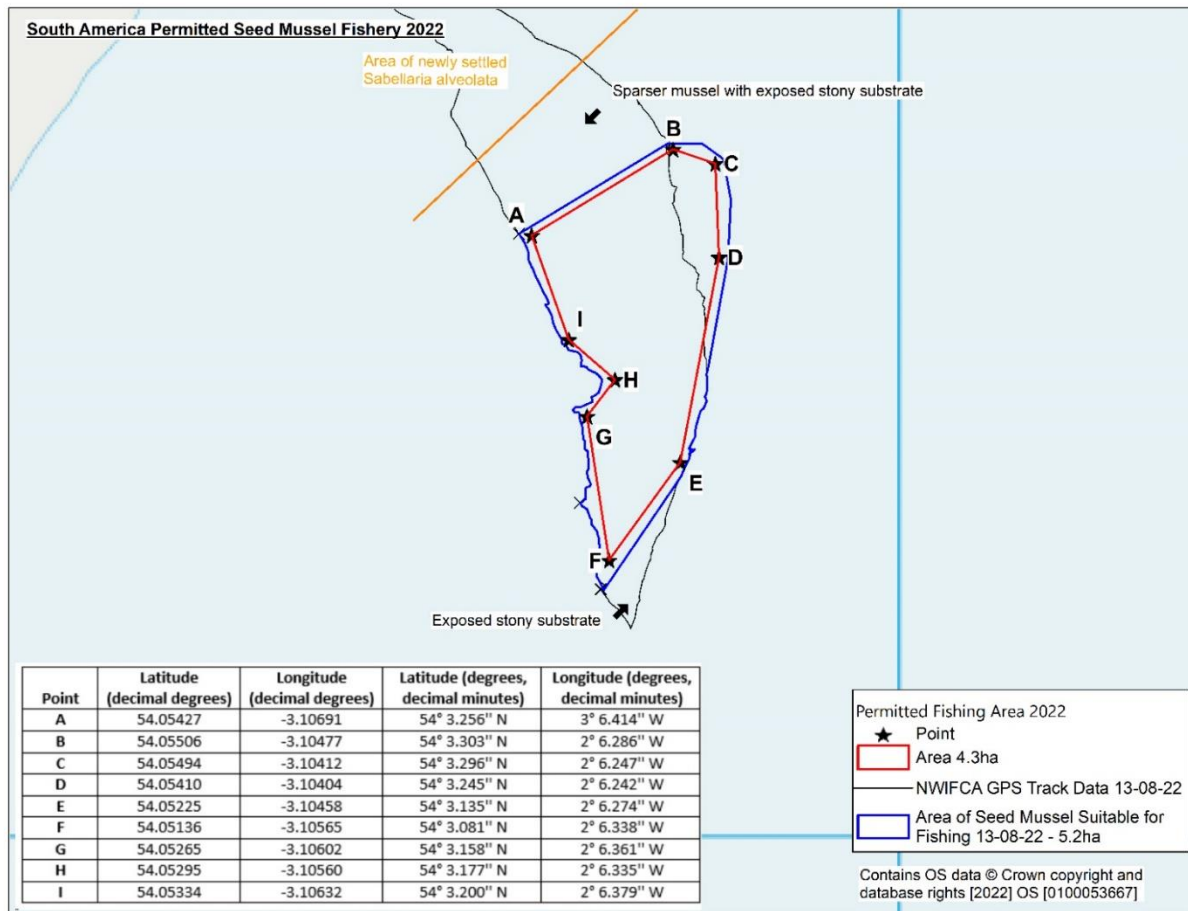 South America Permitted Seed Mussel Fishery 2022
Area of newly settled
Sabellaria alveolata
Sparser mussel with exposed stony substrate
B
C
A
D
I
H
G
E
F
Exposed stony substrate
Point Latitude (decimal degrees) Longitude (decimal degrees) Latitude (degrees, decimal minutes) Longitude (degrees, decimal minutes)
A 54.05427 -3.10691 54° 3.256'' N 3° 6.414'' W
B 54.05506 -3.10477 54° 3.303'' N 2° 6.286'' W
C 54.05494 -3.10412 54° 3.296'' N 2° 6.247'' W
D 54.05410 -3.10404 54° 3.245'' N 2° 6.242'' W
E 54.05225 -3.10458 54° 3.135'' N 2° 6.274'' W
F 54.05136 -3.10565 54° 3.081'' N 2° 6.338'' W
G 54.05265 -3.10602 54° 3.158'' N 2° 6.361'' W
H 54.05295 -3.10560 54° 3.177'' N 2° 6.335'' W
I 54.05334 -3.10632 54° 3.200'' N 2° 6.379'' W
Permitted Fishing Area 2022
Point
Area 4.3ha
NWIFCA GPS Track Data 13-08-22
Area of Seed Mussel Suitable for
Fishing 13-08-22 - 5.2ha
Contains OS data © Crown copyright and
database rights [2022] OS [0100053667]